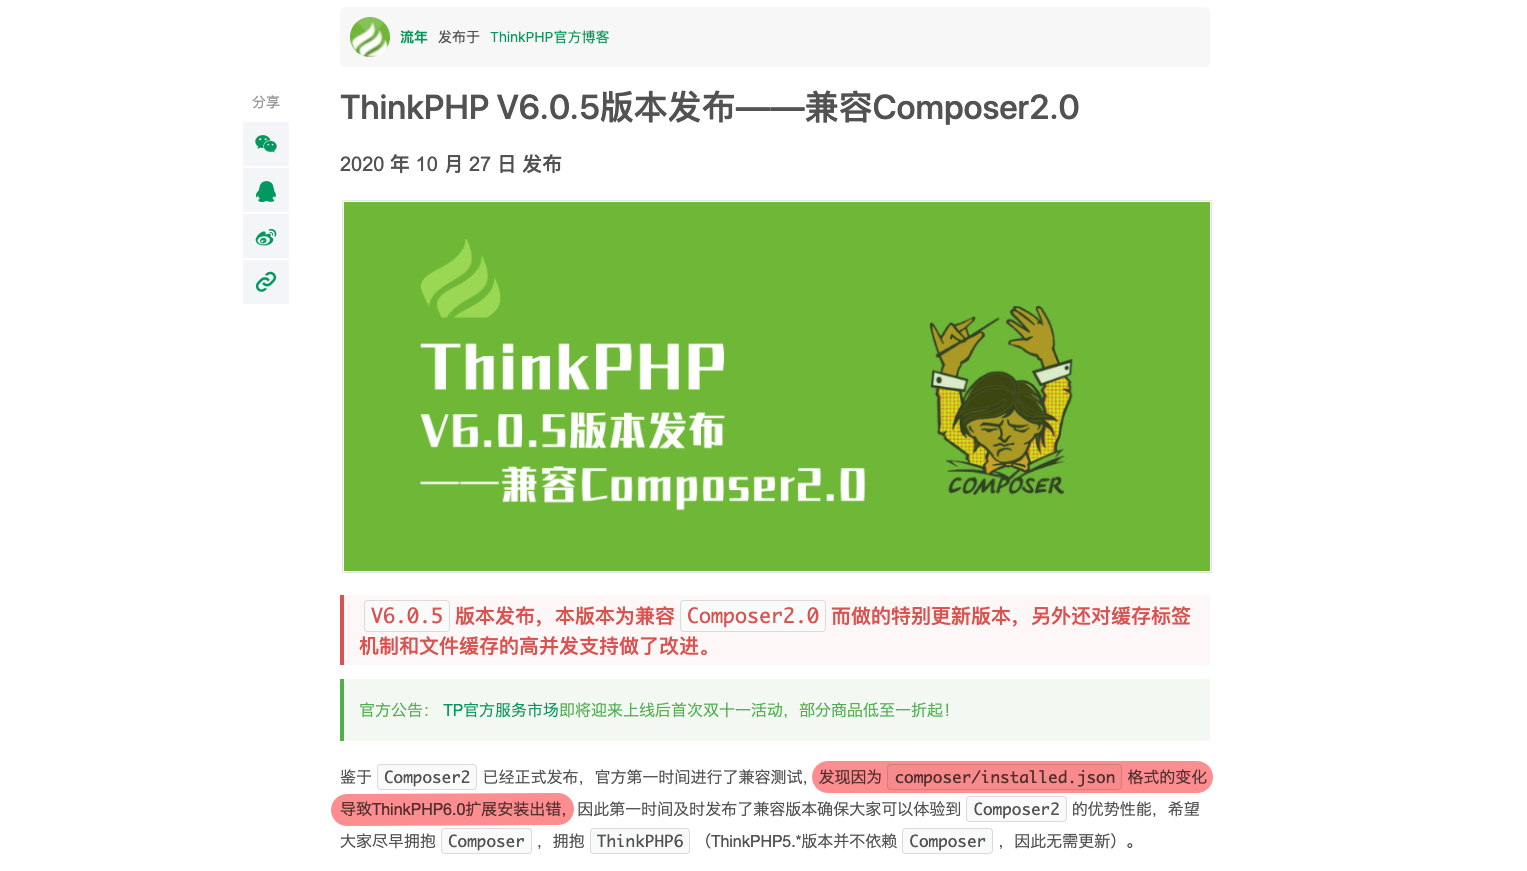 流年 发布于 ThinkPHP官方博客
分享
ThinkPHP V6.0.5版本发布——兼容Composer2.0
2020 年 10 月 27 日 发布
ThinkPHP
V6.0.5版本发布
——兼容Composer2.0
COMPOSER
V6.0.5 版本发布，本版本为兼容 Composer2.0 而做的特别更新版本，另外还对缓存标签
机制和文件缓存的高并发支持做了改进。
官方公告： TP官方服务市场即将迎来上线后首次双十一活动，部分商品低至一折起！
鉴于 Composer2 已经正式发布，官方第一时间进行了兼容测试, 发现因为 composer/installed.json 格式的变化
导致ThinkPHP6.0扩展安装出错, 因此第一时间及时发布了兼容版本确保大家可以体验到 Composer2 的优势性能，希望
大家尽早拥抱 Composer ，拥抱 ThinkPHP6 （ThinkPHP5.*版本并不依赖 Composer ，因此无需更新）。